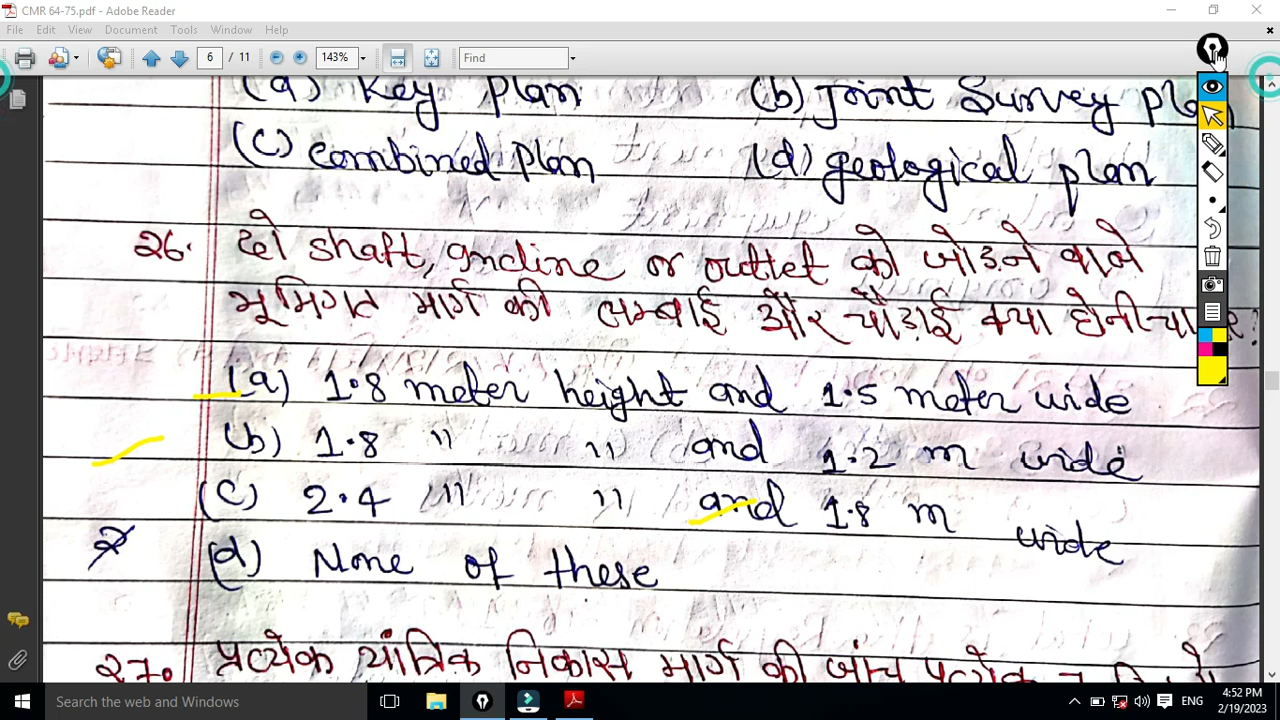 CMR 64-75.pdf - Adobe Reader
File Edit View Document Tools Window Help
6 / 11 143% Find
(a) Key plan (b) Joint Survey plan
(c) combined plan (d) geological plan
26. दो shaft, incline or outlet को जोडने वाले
भूमिगत मार्ग की लम्बाई और चौड़ाई क्या होनी चाहिए?
(a) 1.8 meter height and 1.5 meter wide
(b) 1.8 " " and 1.2 m wide
(c) 2.4 " " and 1.8 m wide
(d) None of these
27. प्रत्येक यांत्रिक निकास मार्ग की जांच प्रत्येक
Search the web and Windows
ENG
4:52 PM
2/19/2023